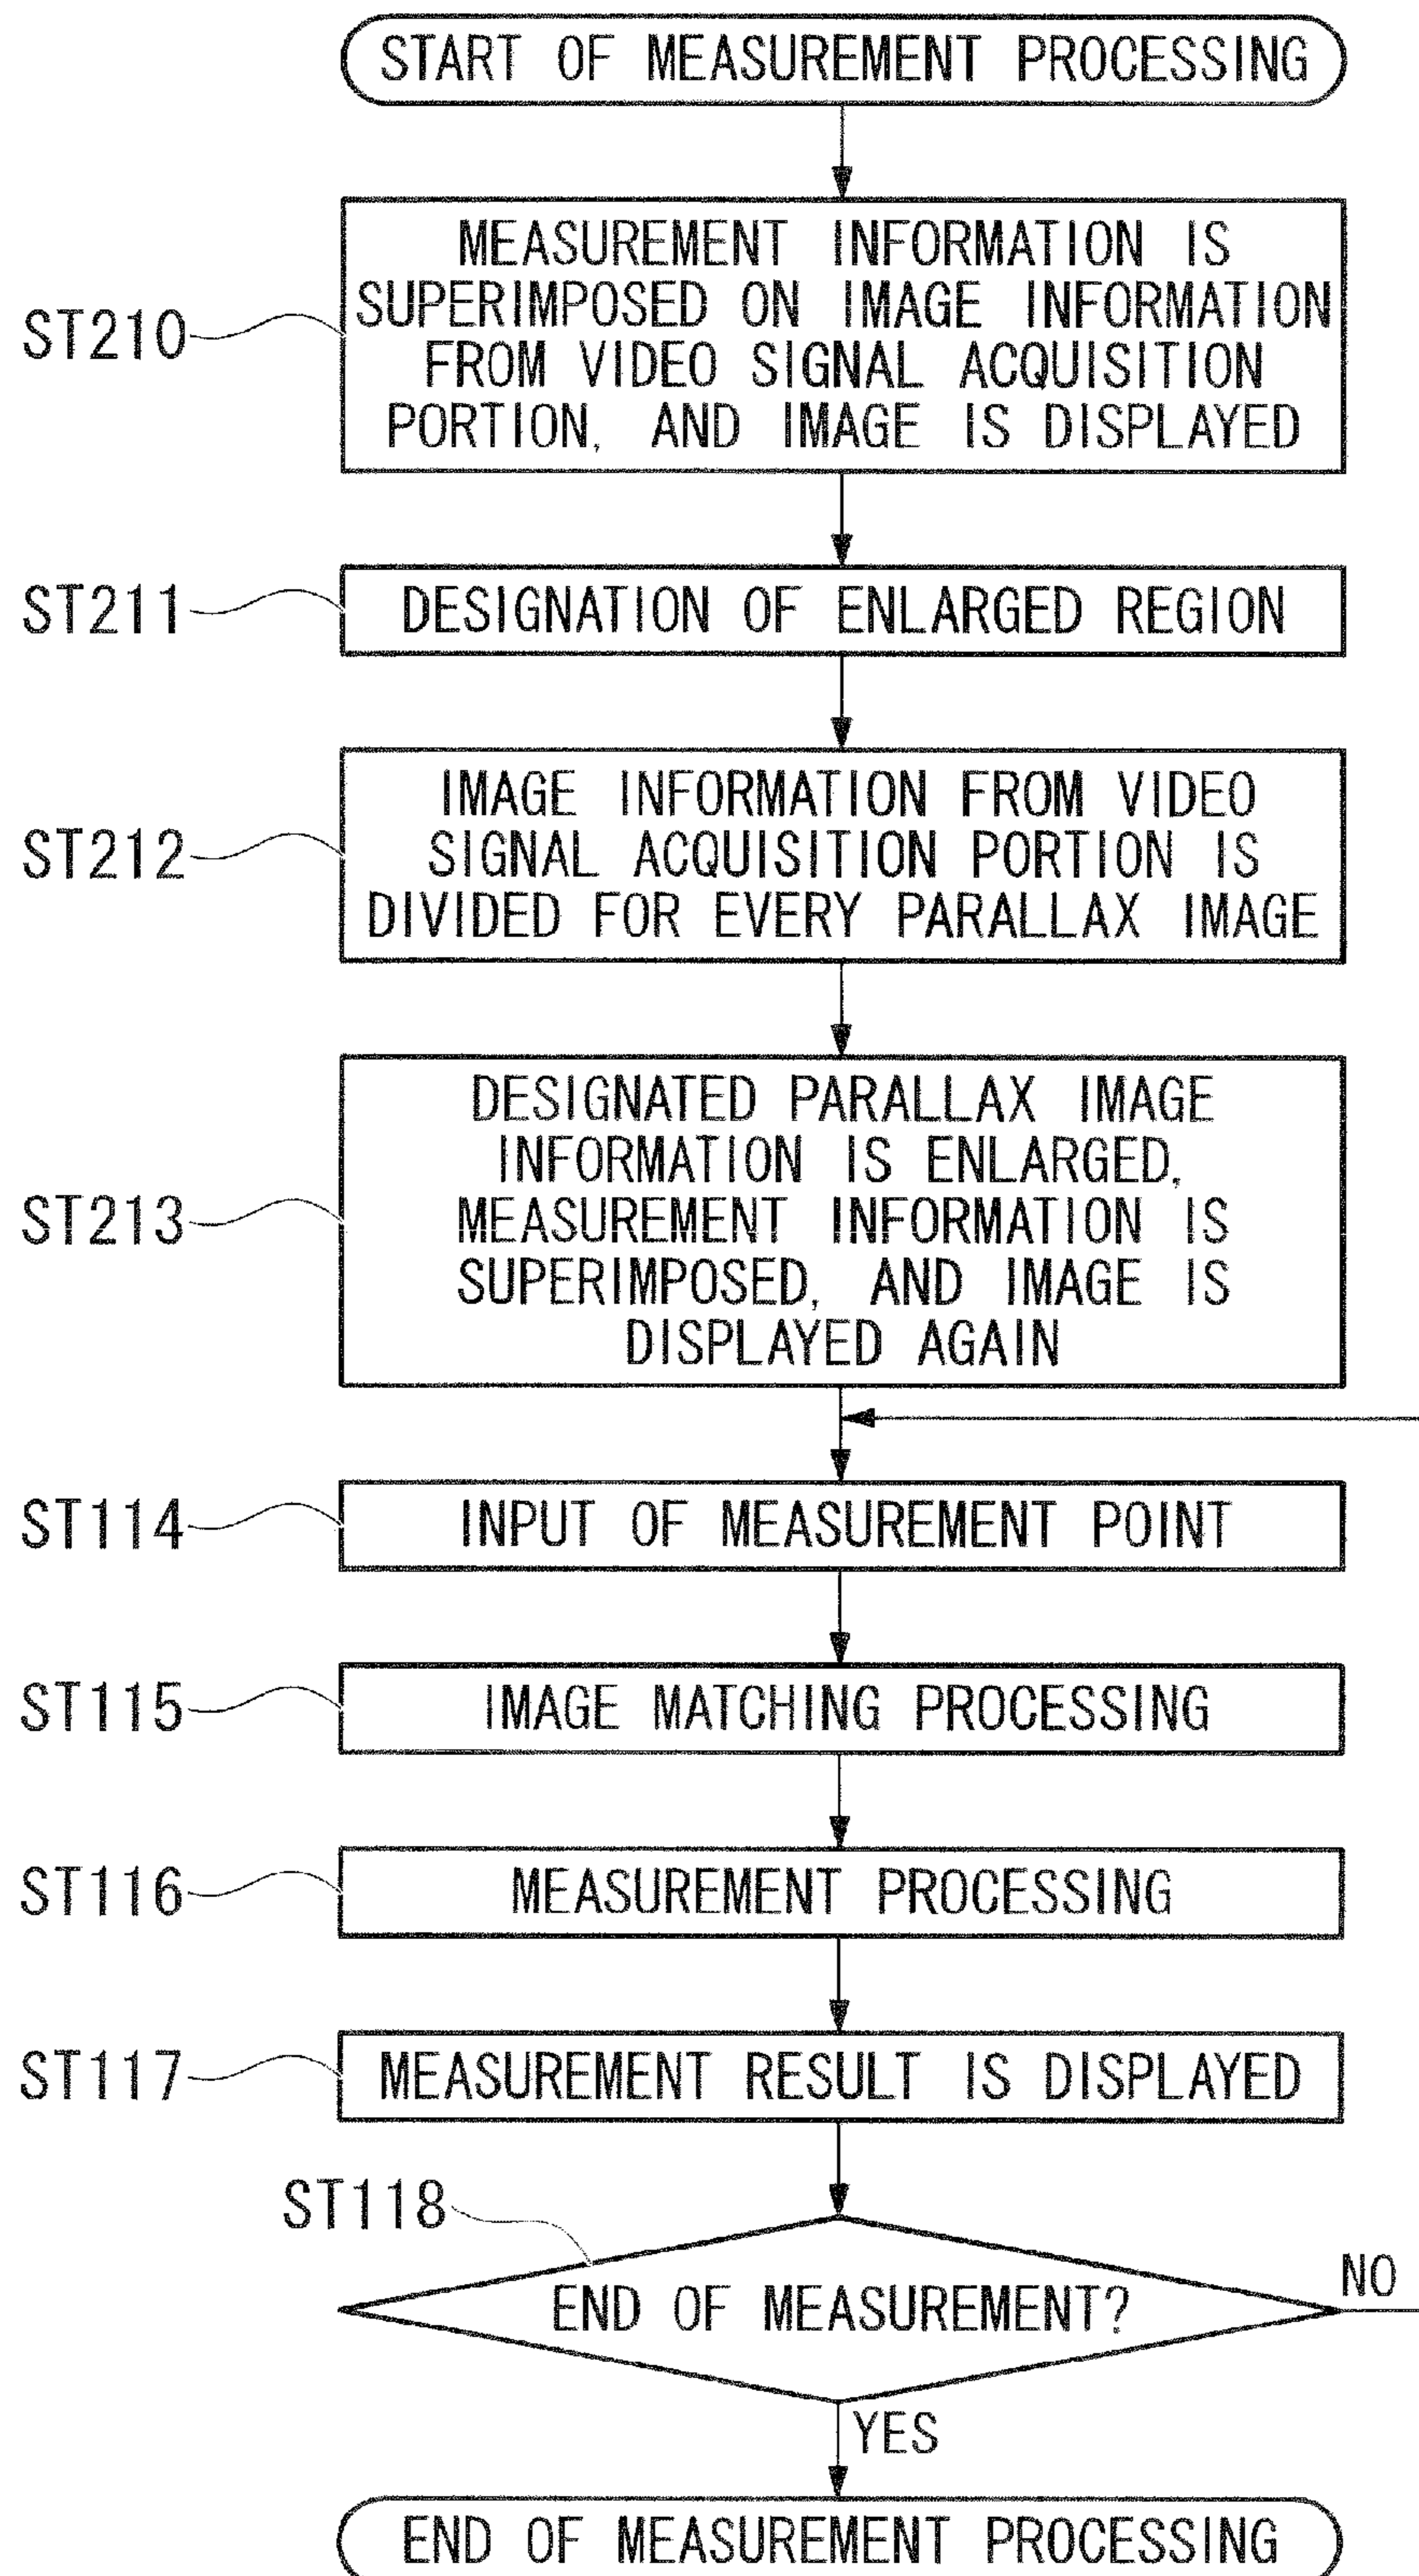 START OF MEASUREMENT PROCESSING
ST210
MEASUREMENT INFORMATION IS
SUPERIMPOSED ON IMAGE INFORMATION
FROM VIDEO SIGNAL ACQUISITION
PORTION, AND IMAGE IS DISPLAYED
ST211
DESIGNATION OF ENLARGED REGION
ST212
IMAGE INFORMATION FROM VIDEO
SIGNAL ACQUISITION PORTION IS
DIVIDED FOR EVERY PARALLAX IMAGE
ST213
DESIGNATED PARALLAX IMAGE
INFORMATION IS ENLARGED,
MEASUREMENT INFORMATION IS
SUPERIMPOSED, AND IMAGE IS
DISPLAYED AGAIN
ST114
INPUT OF MEASUREMENT POINT
ST115
IMAGE MATCHING PROCESSING
ST116
MEASUREMENT PROCESSING
ST117
MEASUREMENT RESULT IS DISPLAYED
ST118
END OF MEASUREMENT?
NO
YES
END OF MEASUREMENT PROCESSING